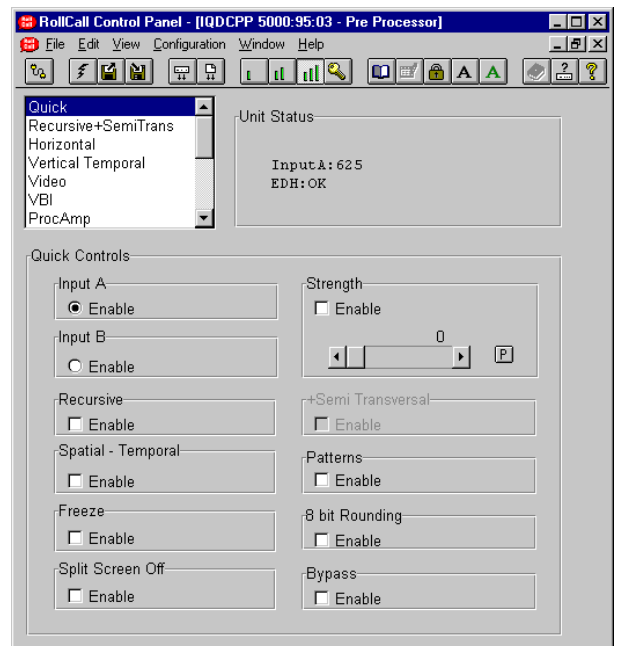 RollCall Control Panel - [IQDCPP 5000:95:03 - Pre Processor]
File Edit View Configuration Window Help
A A
Quick
Recursive+SemiTrans
Horizontal
Vertical Temporal
Video
VBI
ProcAmp
Unit Status
InputA:625
EDH:OK
Quick Controls
Input A
Enable
Strength
Enable
0
P
Input B
Enable
Recursive
Enable
+Semi Transversal
Enable
Spatial - Temporal
Enable
Patterns
Enable
Freeze
Enable
8 bit Rounding
Enable
Split Screen Off
Enable
Bypass
Enable